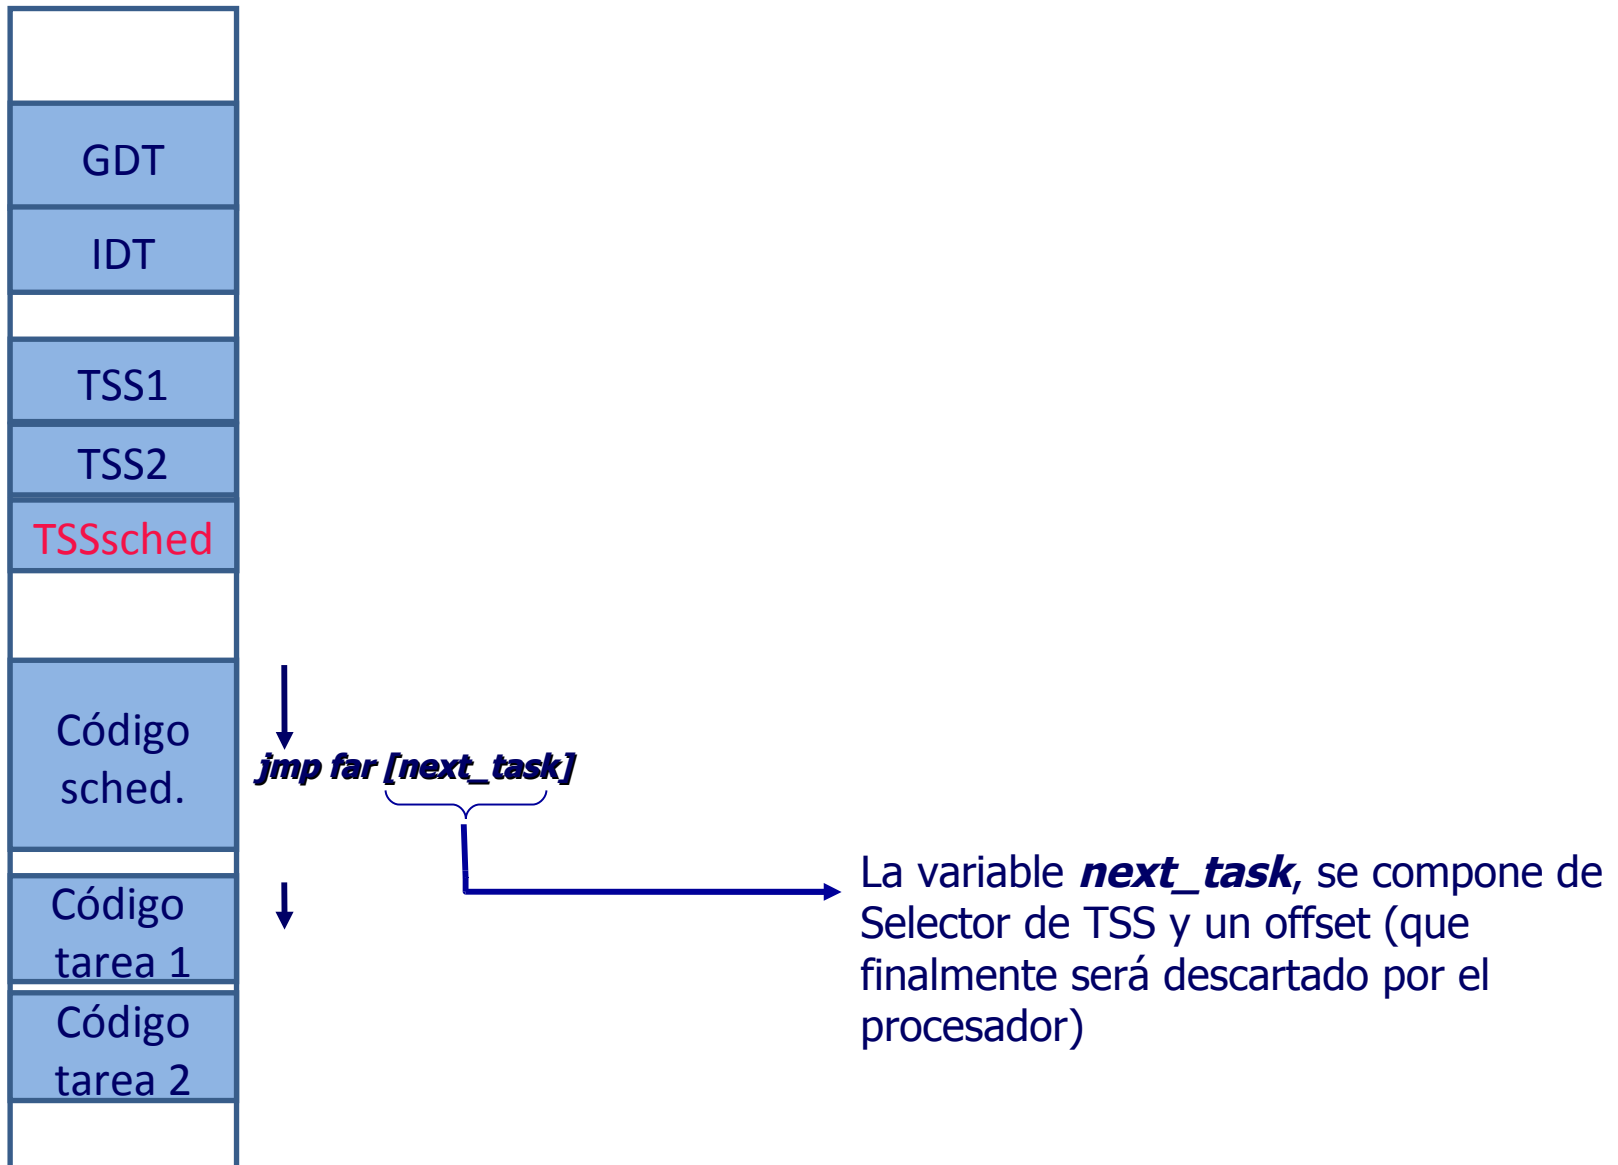 GDT
IDT
TSS1
TSS2
TSSsched
Código
sched.
jmp far [next_task]
Código
tarea 1
Código
tarea 2
La variable next_task, se compone de
Selector de TSS y un offset (que
finalmente será descartado por el
procesador)